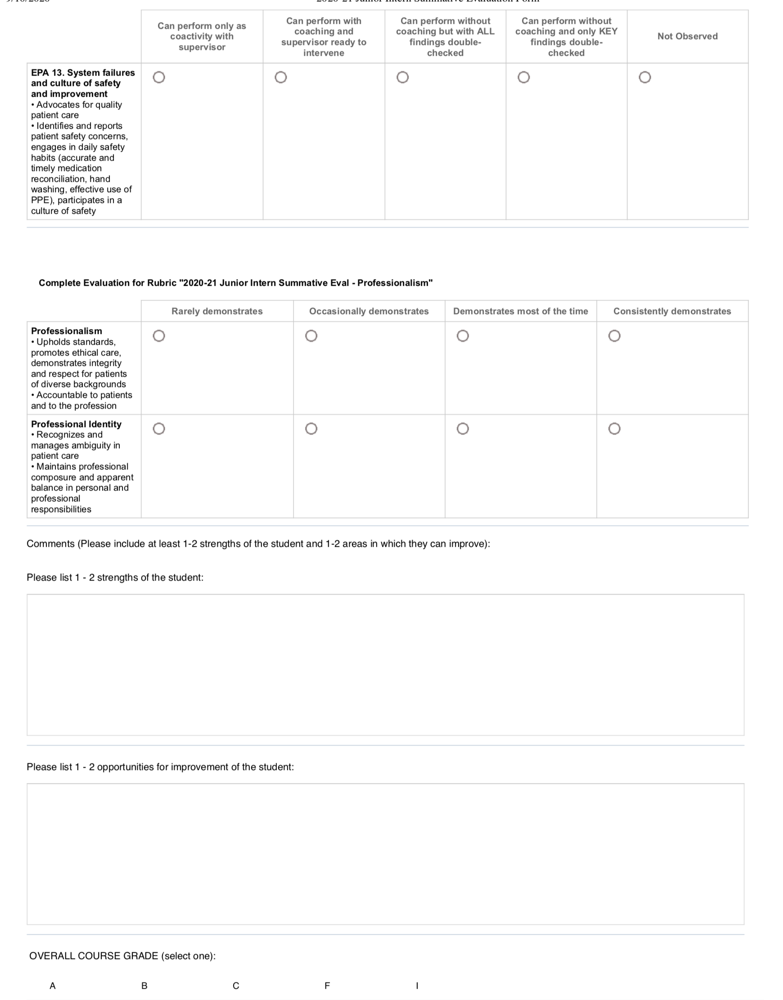 2020-21 Junior Intern Summative Evaluation Form
Can perform only as
coactivity with
supervisor
Can perform with
coaching and
supervisor ready to
intervene
Can perform without
coaching but with ALL
findings double-
checked
Can perform without
coaching and only KEY
findings double-
checked
Not Observed
EPA 13. System failures
and culture of safety
and improvement
• Advocates for quality
patient care
• Identifies and reports
patient safety concerns,
engages in daily safety
habits (accurate and
timely medication
reconciliation, hand
washing, effective use of
PPE), participates in a
culture of safety
Complete Evaluation for Rubric "2020-21 Junior Intern Summative Eval - Professionalism"
Rarely demonstrates
Occasionally demonstrates
Demonstrates most of the time
Consistently demonstrates
Professionalism
• Upholds standards,
promotes ethical care,
demonstrates integrity
and respect for patients
of diverse backgrounds
• Accountable to patients
and to the profession
Professional Identity
• Recognizes and
manages ambiguity in
patient care
• Maintains professional
composure and apparent
balance in personal and
professional
responsibilities
Comments (Please include at least 1-2 strengths of the student and 1-2 areas in which they can improve):
Please list 1 - 2 strengths of the student:
Please list 1 - 2 opportunities for improvement of the student:
OVERALL COURSE GRADE (select one):
A B C F I